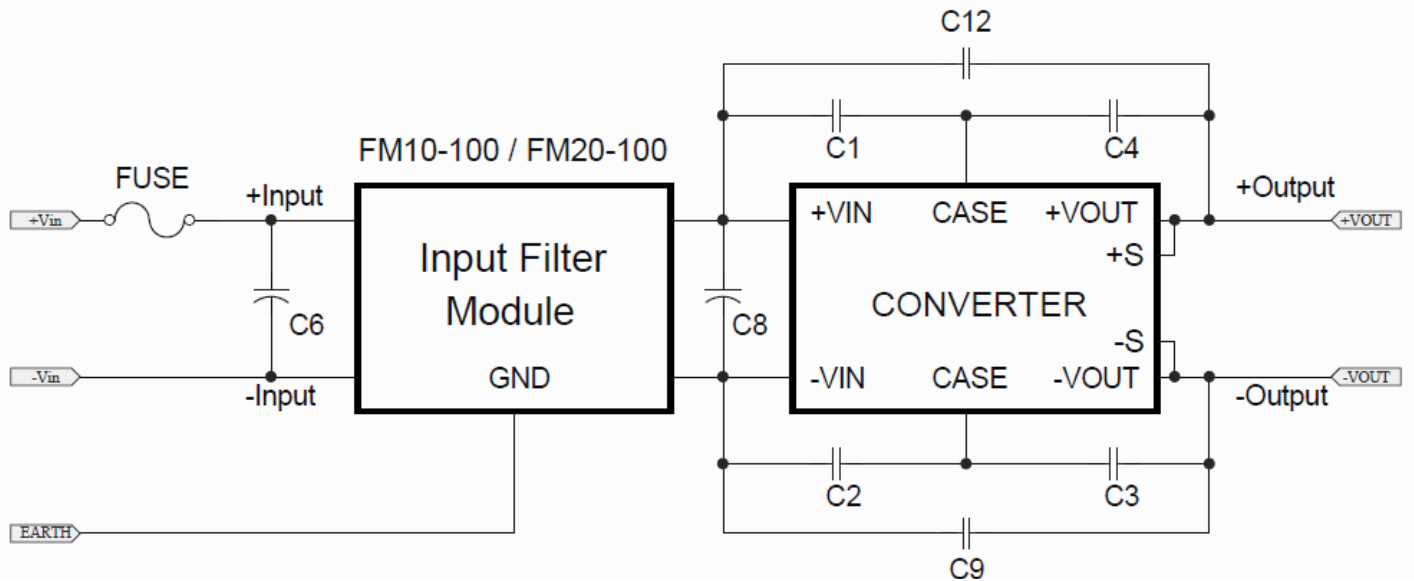 C12
C1
C4
FM10-100 / FM20-100
FUSE
+Input
+Vin
Input Filter
Module
GND
C6
-Vin
-Input
EARTH
C8
+VIN
CASE
+VOUT
+S
CONVERTER
-S
-VIN
CASE
-VOUT
+Output
+VOUT
-VOUT
-Output
C2
C3
C9